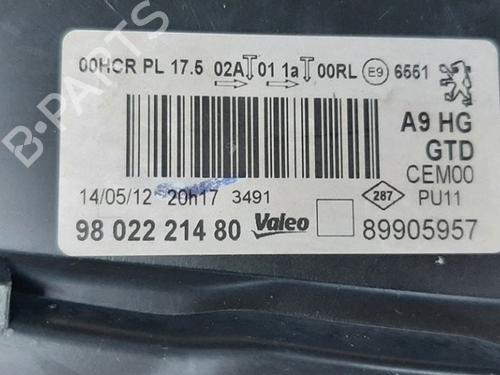 00HCR PL 17.5 02A 01 1a 00RL E9 6551
A9 HG
GTD
CEM00
14/05/12 20h17 3491 287 PU11
98 022 214 80 Valeo 89905957
B-PARTS